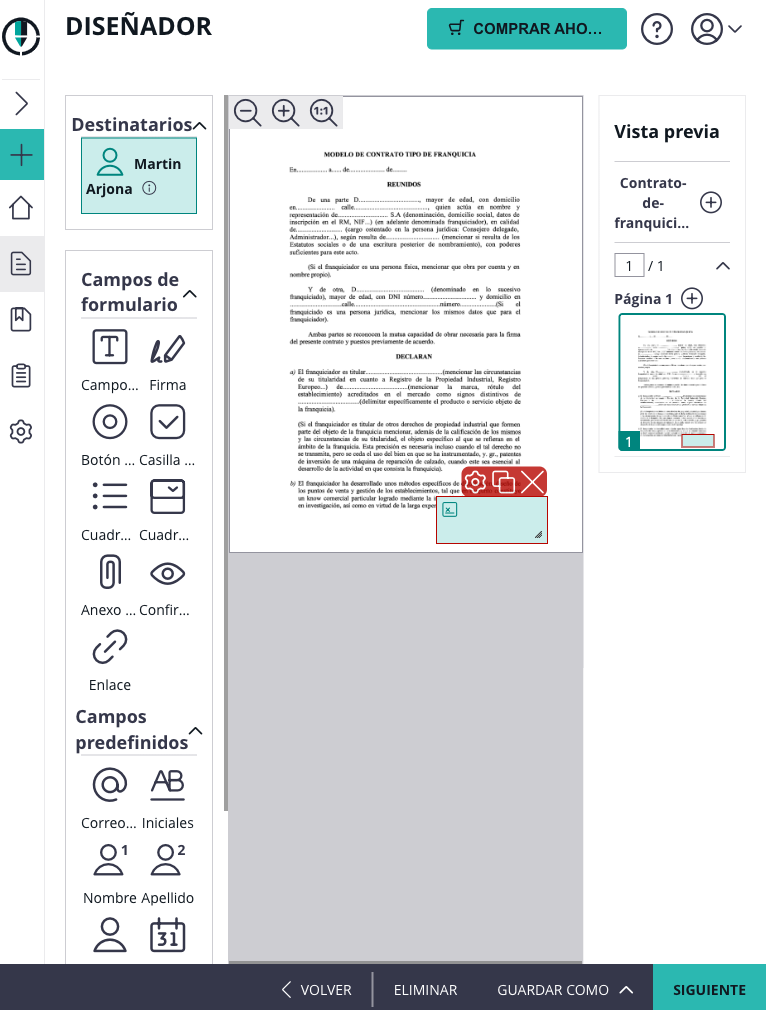 DISEÑADOR
COMPRAR AHO...
Destinatarios
Martin
Arjona
Campos de
formulario
Campo... Firma
Botón ... Casilla ...
Cuadr... Cuadr...
Anexo ... Confir...
Enlace
Campos
predefinidos
Correo... Iniciales
Nombre Apellido
31
1:1
MODELO DE CONTRATO TIPO DE FRANQUICIA
En.............., a...... de....................., de........
REUNIDOS
De una parte D............................., mayor de edad, con domicilio
en.................. calle............................, quien actúa en nombre y
representación de...................... S.A (denominación, domicilio social, datos de
inscripción en el RM, NIF...) (en adelante denominada franquiciador), en calidad
de..................... (cargo ostentado en la persona jurídica: Consejero delegado,
Administrador...), según resulta de.................. (mencionar si resulta de los
Estatutos sociales o de una escritura posterior de nombramiento), con poderes
suficientes para este acto.
(Si el franquiciador es una persona física, mencionar que obra por cuenta y en
nombre propio).
Y de otra, D............................ (denominado en lo sucesivo
franquiciado), mayor de edad, con DNI número....................... y domicilio en
..........................calle............................................número..................(Si el
franquiciado es una persona jurídica, mencionar los mismos datos que para el
franquiciador).
Ambas partes se reconocen la mutua capacidad de obrar necesaria para la firma
del presente contrato y puestos previamente de acuerdo.
DECLARAN
a) El franquiciador es titular................................(mencionar las circunstancias
de su titularidad en cuanto a Registro de la Propiedad Industrial, Registro
Europeo...) de............................(mencionar la marca, rótulo del
establecimiento) acreditados en el mercado como signos distintivos de
.............................(delimitar específicamente el producto o servicio objeto de
la franquicia).
(Si el franquiciador es titular de otros derechos de propiedad industrial que formen
parte del objeto de la franquicia mencionar, además de la calificación de los mismos
y las circunstancias de su titularidad, el objeto específico al que se refieran en el
ámbito de la franquicia. Esta precisión es necesaria incluso cuando el derecho no
se transmita, pero se ceda el uso del bien en que se ha instrumentado, v. gr., patentes
de inversión de una máquina de reparación de calzado, cuando este sea esencial al
desarrollo de la actividad en que consista la franquicia).
b) El franquiciador ha desarrollado unos métodos específicos de
los puntos de venta y gestión de los establecimientos, tal que
un know comercial particular logrado mediante la
en investigación, así como en virtud de la larga
Vista previa
Contrato-
de-
franquici...
1 / 1
Página 1
1
VOLVER
ELIMINAR
GUARDAR COMO
SIGUIENTE